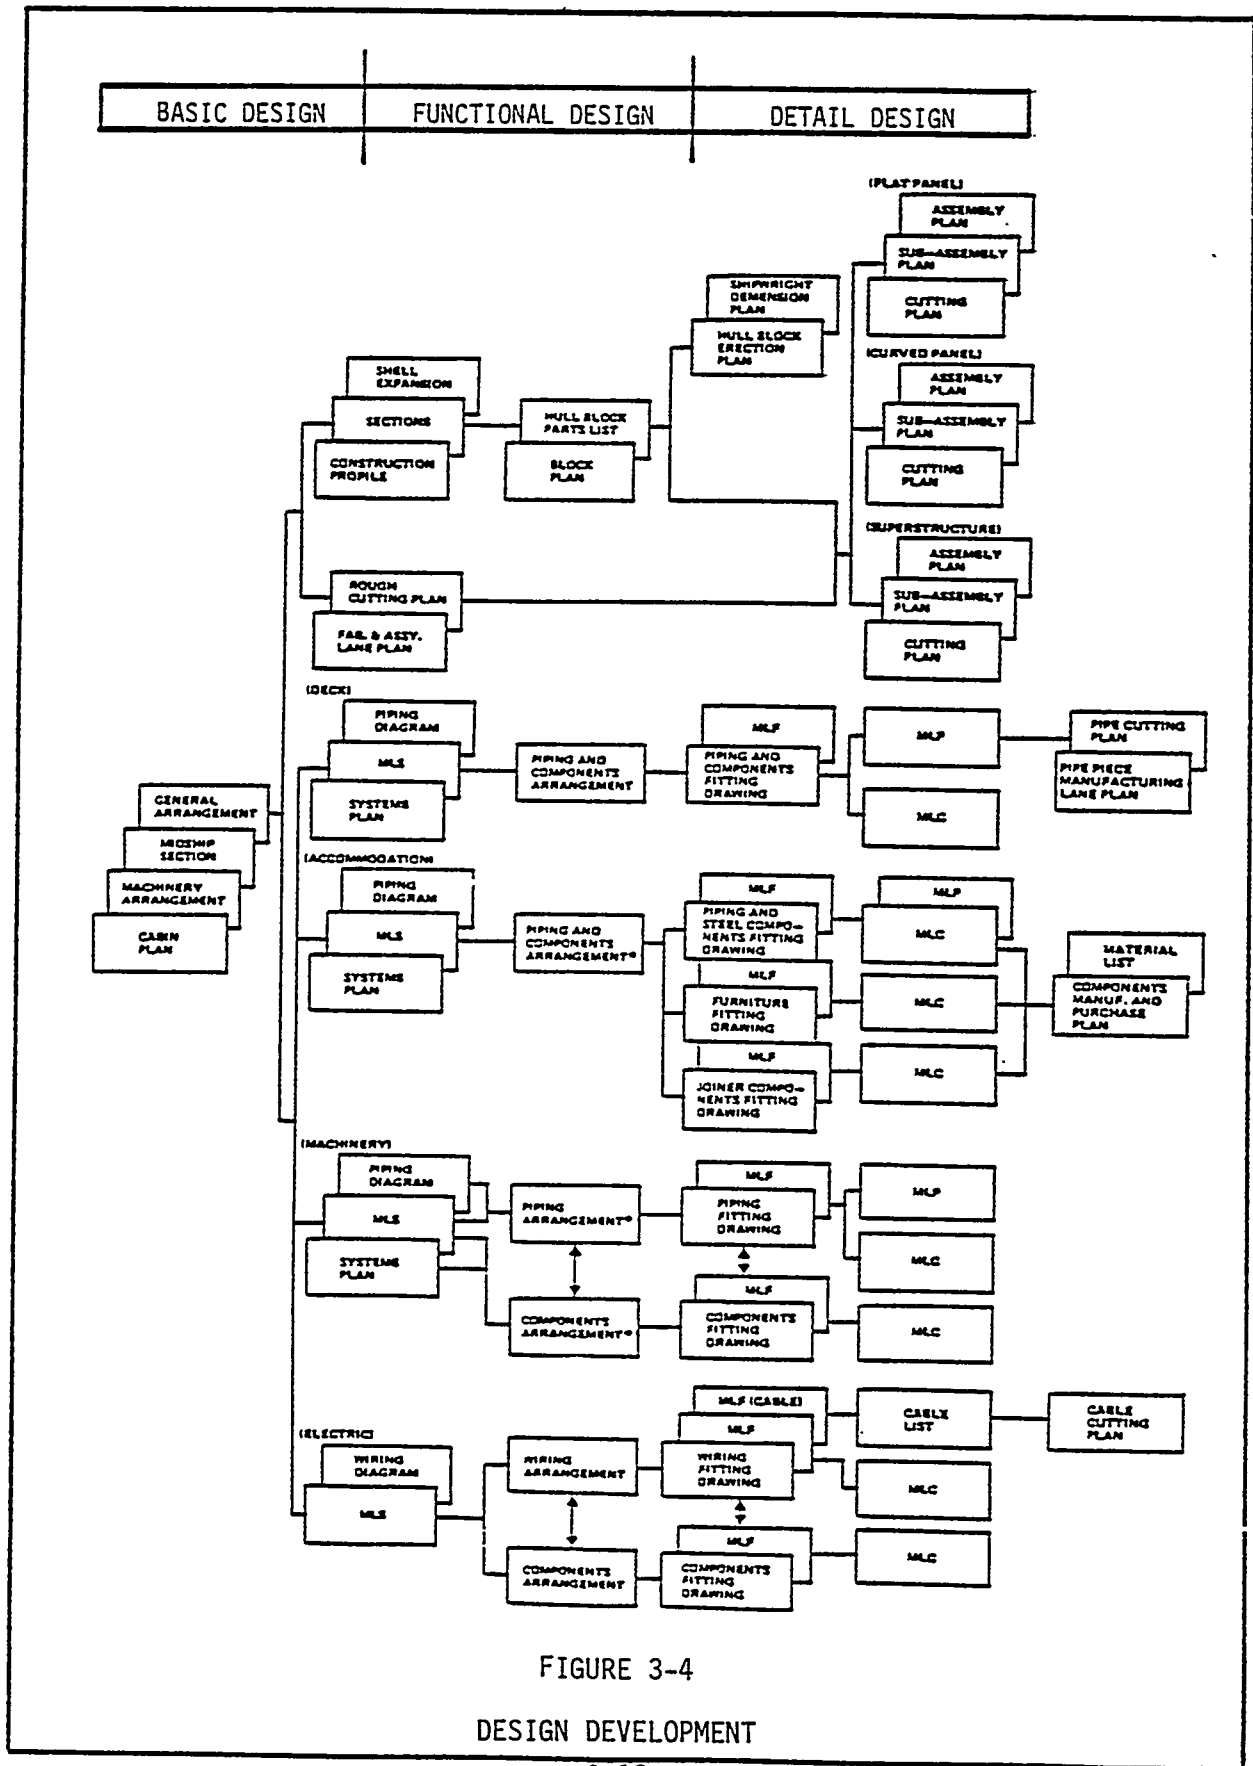 BASIC DESIGN
FUNCTIONAL DESIGN
DETAIL DESIGN
(FLAT PANEL)
ASSEMBLY
PLAN
SUB-ASSEMBLY
PLAN
CUTTING
PLAN
SHIPWRIGHT
DEMENSION
PLAN
HULL BLOCK
ERECTION
PLAN
(CURVED PANEL)
ASSEMBLY
PLAN
SUB-ASSEMBLY
PLAN
CUTTING
PLAN
SHELL
EXPANSION
SECTIONS
CONSTRUCTION
PROFILE
HULL BLOCK
PARTS LIST
BLOCK
PLAN
(SUPERSTRUCTURE)
ASSEMBLY
PLAN
SUB-ASSEMBLY
PLAN
CUTTING
PLAN
ROUGH
CUTTING PLAN
FAB. & ASSY.
LANE PLAN
GENERAL
ARRANGEMENT
MIDSHIP
SECTION
MACHINERY
ARRANGEMENT
CABIN
PLAN
(DECK)
PIPING
DIAGRAM
MLS
SYSTEMS
PLAN
PIPING AND
COMPONENTS
ARRANGEMENT
MLF
PIPING AND
COMPONENTS
FITTING
DRAWING
MLP
MLC
PIPE CUTTING
PLAN
PIPE PIECE
MANUFACTURING
LANE PLAN
(ACCOMMODATION)
PIPING
DIAGRAM
MLS
SYSTEMS
PLAN
PIPING AND
COMPONENTS
ARRANGEMENT*
MLF
PIPING AND
STEEL COMPO-
NENTS FITTING
DRAWING
MLF
FURNITURE
FITTING
DRAWING
MLF
JOINER COMPO-
NENTS FITTING
DRAWING
MLP
MLC
MLC
MLC
MATERIAL
LIST
COMPONENTS
MANUF. AND
PURCHASE
PLAN
(MACHINERY)
PIPING
DIAGRAM
MLS
SYSTEMS
PLAN
PIPING
ARRANGEMENT*
COMPONENTS
ARRANGEMENT*
MLF
PIPING
FITTING
DRAWING
MLF
COMPONENTS
FITTING
DRAWING
MLP
MLC
MLC
(ELECTRIC)
WIRING
DIAGRAM
MLS
WIRING
ARRANGEMENT
COMPONENTS
ARRANGEMENT
MLF (CABLE)
MLF
WIRING
FITTING
DRAWING
MLF
COMPONENTS
FITTING
DRAWING
CABLE
LIST
MLC
MLC
CABLE
CUTTING
PLAN
FIGURE 3-4
DESIGN DEVELOPMENT